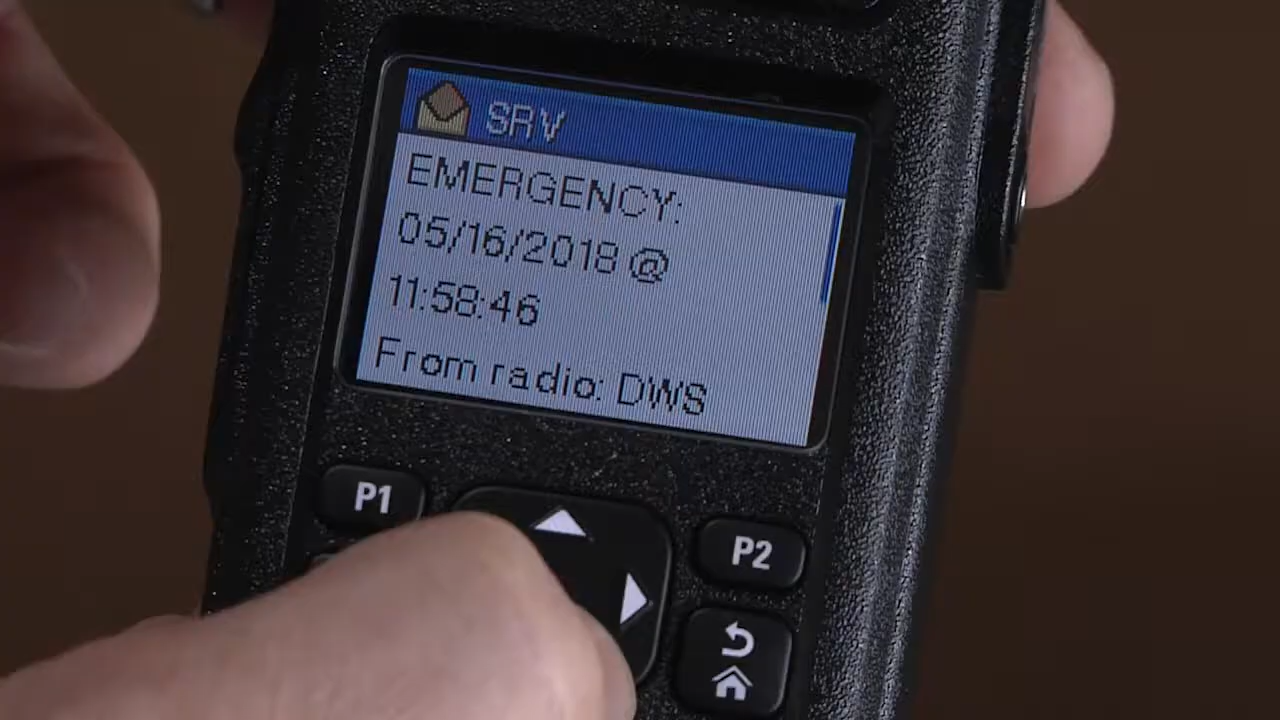 SRV
EMERGENCY:
05/16/2018 @
11:58:46
From radio: DWS
P1
P2